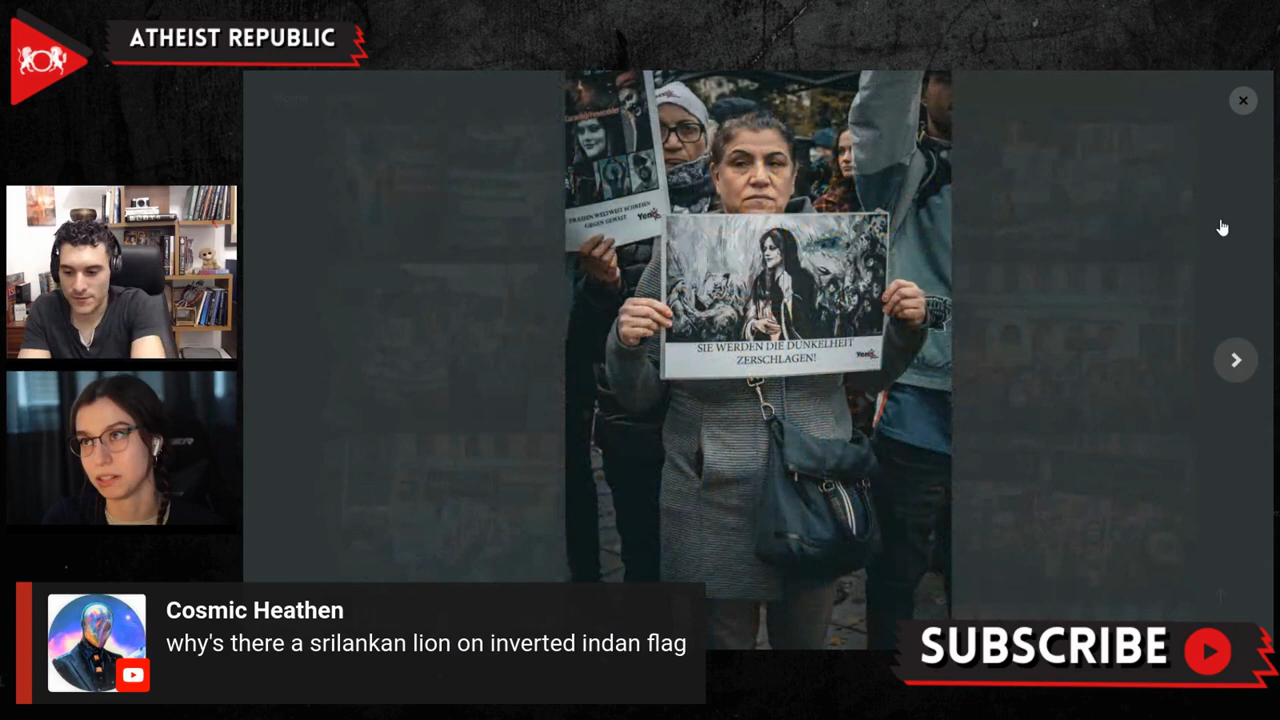 ATHEIST REPUBLIC
FRAUEN WELTWEIT SCHREIEN
GEGEN GEWALT
SIE WERDEN DIE DUNKELHEIT
ZERSCHLAGEN!
Cosmic Heathen
why's there a srilankan lion on inverted indan flag
SUBSCRIBE